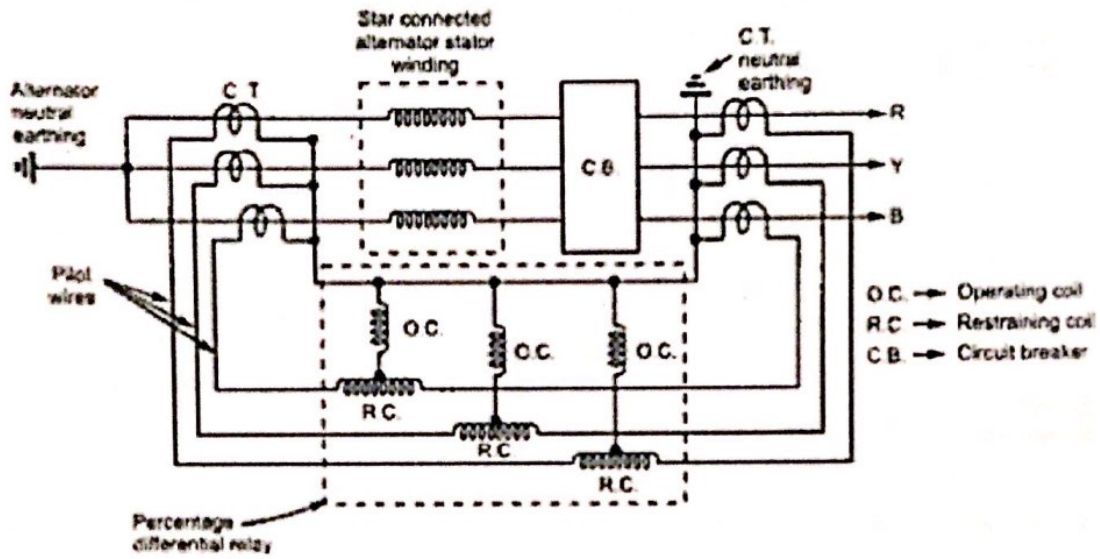 Star connected
alternator stator
winding
C.T.
neutral
earthing
Alternator
neutral
earthing
C T
R
C.B.
Y
B
Pilot
wires
O.C.
O.C.
O.C.
O.C. Operating coil
R.C Restraining coil
C B. Circuit breaker
R.C.
R.C
R.C.
Percentage
differential relay